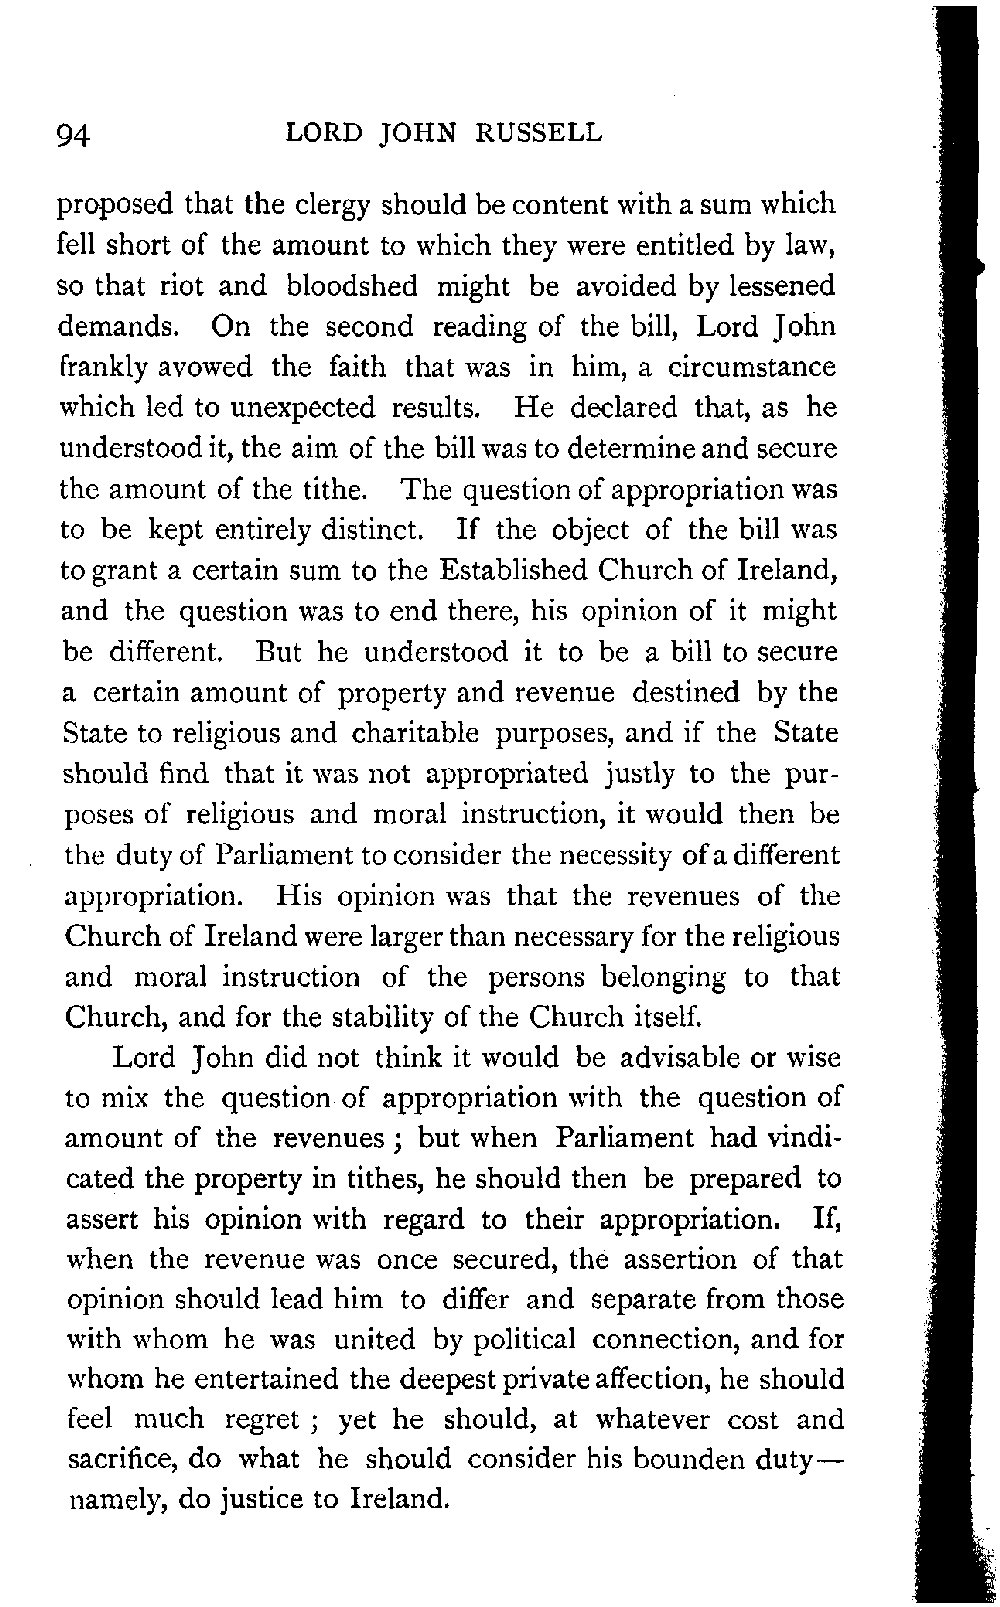 94 LORD JOHN RUSSELL
proposed that the clergy should be content with a sum which
fell short of the amount to which they were entitled by law,
so that riot and bloodshed might be avoided by lessened
demands. On the second reading of the bill, Lord John
frankly avowed the faith that was in him, a circumstance
which led to unexpected results. He declared that, as he
understood it, the aim of the bill was to determine and secure
the amount of the tithe. The question of appropriation was
to be kept entirely distinct. If the object of the bill was
to grant a certain sum to the Established Church of Ireland,
and the question was to end there, his opinion of it might
be different. But he understood it to be a bill to secure
a certain amount of property and revenue destined by the
State to religious and charitable purposes, and if the State
should find that it was not appropriated justly to the pur-
poses of religious and moral instruction, it would then be
the duty of Parliament to consider the necessity of a different
appropriation. His opinion was that the revenues of the
Church of Ireland were larger than necessary for the religious
and moral instruction of the persons belonging to that
Church, and for the stability of the Church itself.
Lord John did not think it would be advisable or wise
to mix the question of appropriation with the question of
amount of the revenues ; but when Parliament had vindi-
cated the property in tithes, he should then be prepared to
assert his opinion with regard to their appropriation. If,
when the revenue was once secured, the assertion of that
opinion should lead him to differ and separate from those
with whom he was united by political connection, and for
whom he entertained the deepest private affection, he should
feel much regret ; yet he should, at whatever cost and
sacrifice, do what he should consider his bounden duty—
namely, do justice to Ireland.